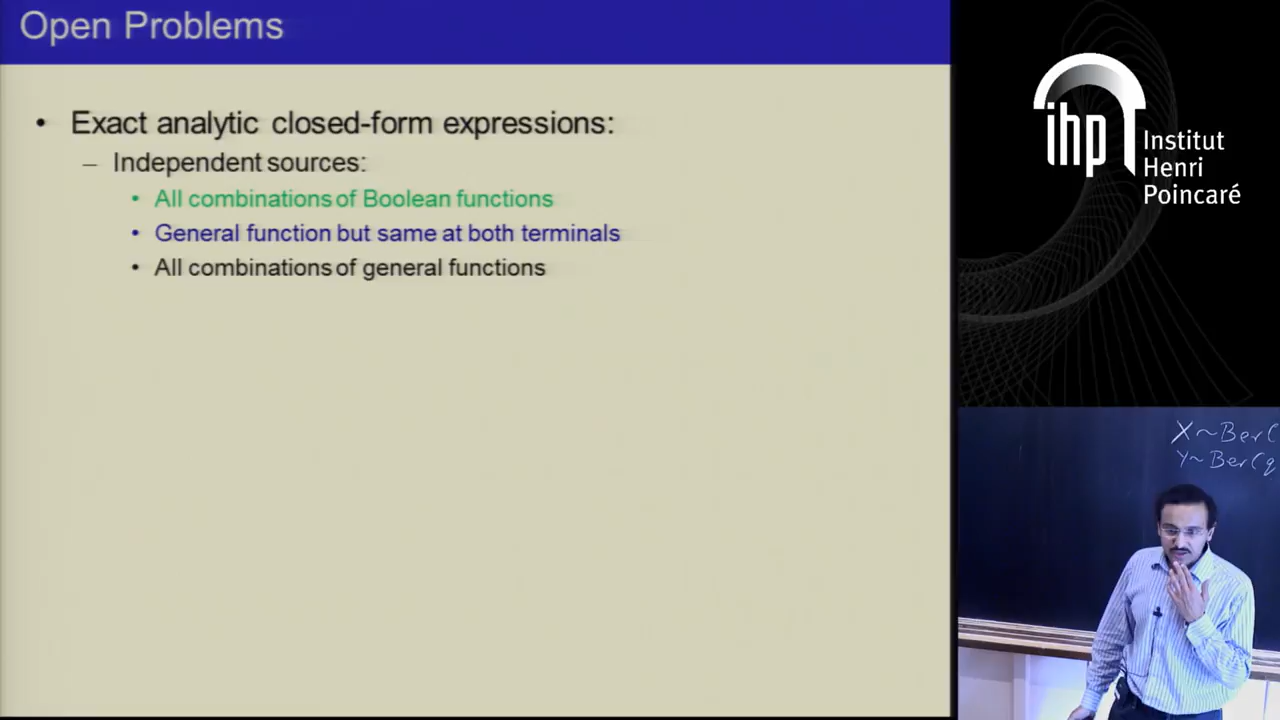 Open Problems
• Exact analytic closed-form expressions:
– Independent sources:
• All combinations of Boolean functions
• General function but same at both terminals
• All combinations of general functions
ihp Institut
Henri
Poincaré
X~Ber(
Y~Ber(q